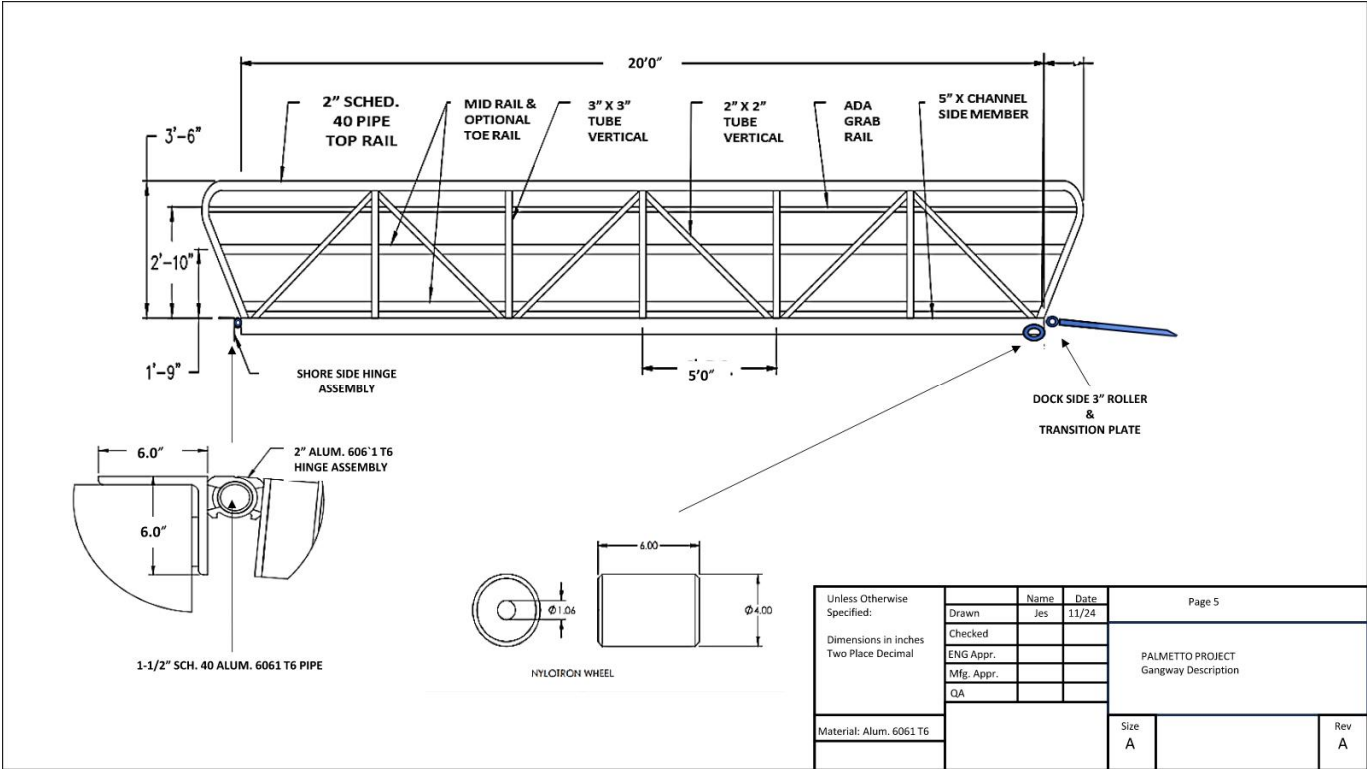 20'0"
2" SCHED.
40 PIPE
TOP RAIL
MID RAIL &
OPTIONAL
TOE RAIL
3" X 3"
TUBE
VERTICAL
2" X 2"
TUBE
VERTICAL
ADA
GRAB
RAIL
5" X CHANNEL
SIDE MEMBER
3'-6"
2'-10"
1'-9"
SHORE SIDE HINGE
ASSEMBLY
5'0"
DOCK SIDE 3" ROLLER
&
TRANSITION PLATE
6.0"
2" ALUM. 606`1 T6
HINGE ASSEMBLY
6.0"
1-1/2" SCH. 40 ALUM. 6061 T6 PIPE
6.00
Ø1.06
Ø4.00
NYLOTRON WHEEL
Unless Otherwise
Specified:
Dimensions in inches
Two Place Decimal
Material: Alum. 6061 T6
Name Date
Drawn Jes 11/24
Checked
ENG Appr.
Mfg. Appr.
QA
Page 5
PALMETTO PROJECT
Gangway Description
Size
A
Rev
A